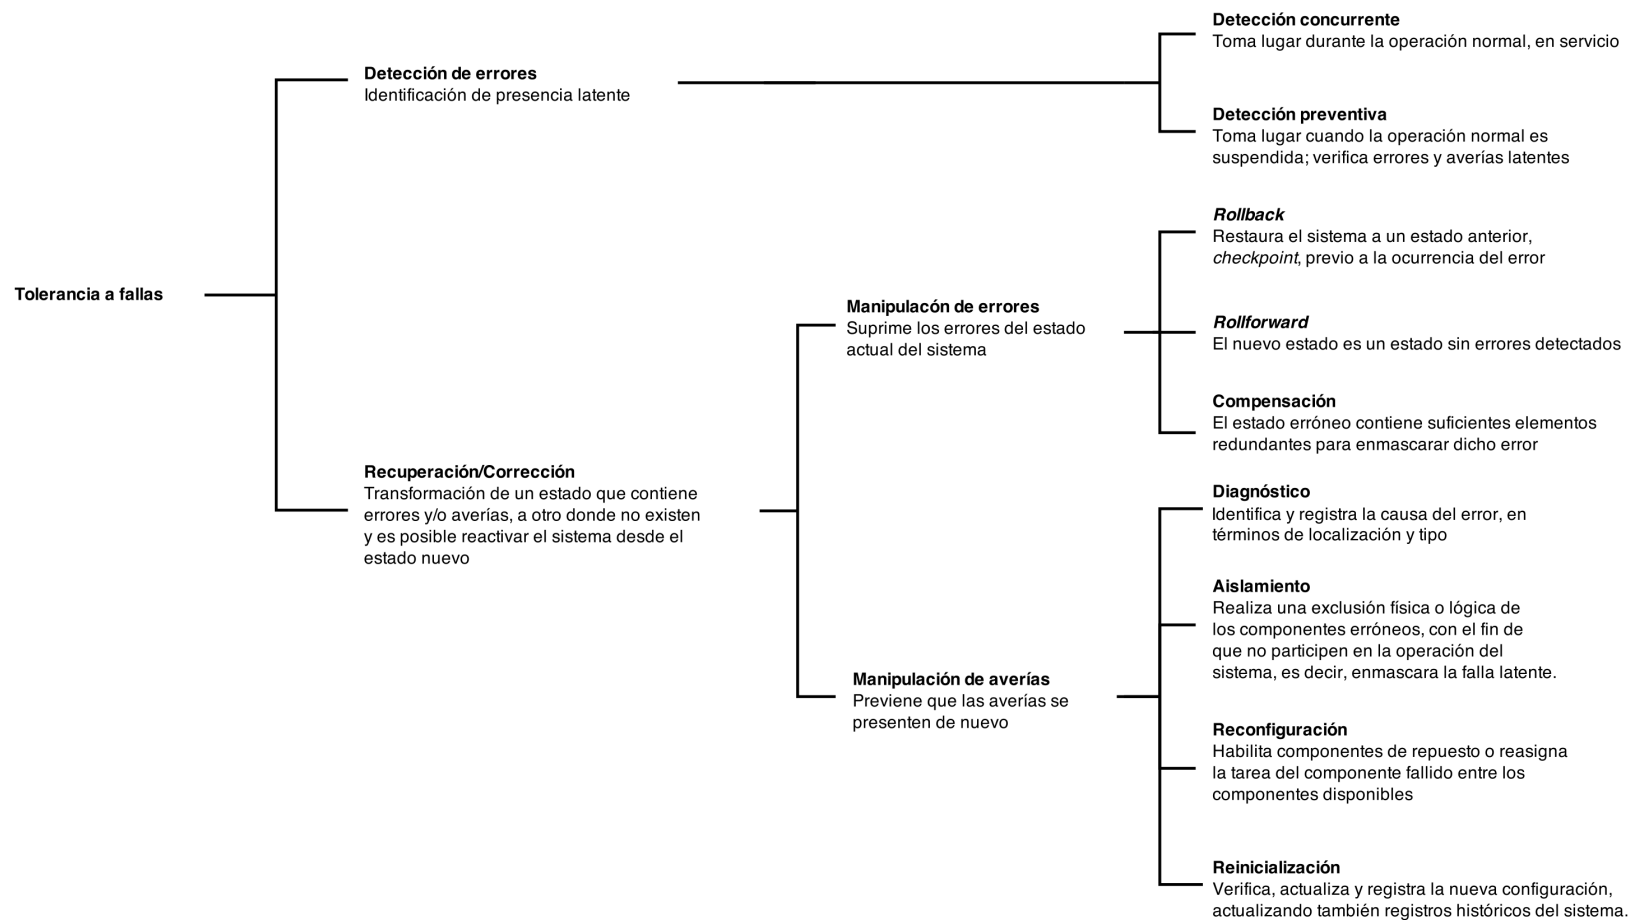 Detección concurrente
Toma lugar durante la operación normal, en servicio
Detección de errores
Identificación de presencia latente
Detección preventiva
Toma lugar cuando la operación normal es
suspendida; verifica errores y averías latentes
Rollback
Restaura el sistema a un estado anterior,
checkpoint, previo a la ocurrencia del error
Tolerancia a fallas
Manipulacón de errores
Suprime los errores del estado
actual del sistema
Rollforward
El nuevo estado es un estado sin errores detectados
Compensación
El estado erróneo contiene suficientes elementos
redundantes para enmascarar dicho error
Recuperación/Corrección
Transformación de un estado que contiene
errores y/o averías, a otro donde no existen
y es posible reactivar el sistema desde el
estado nuevo
Diagnóstico
Identifica y registra la causa del error, en
términos de localización y tipo
Aislamiento
Realiza una exclusión física o lógica de
los componentes erróneos, con el fin de
que no participen en la operación del
sistema, es decir, enmascara la falla latente.
Manipulación de averías
Previene que las averías se
presenten de nuevo
Reconfiguración
Habilita componentes de repuesto o reasigna
la tarea del componente fallido entre los
componentes disponibles
Reinicialización
Verifica, actualiza y registra la nueva configuración,
actualizando también registros históricos del sistema.